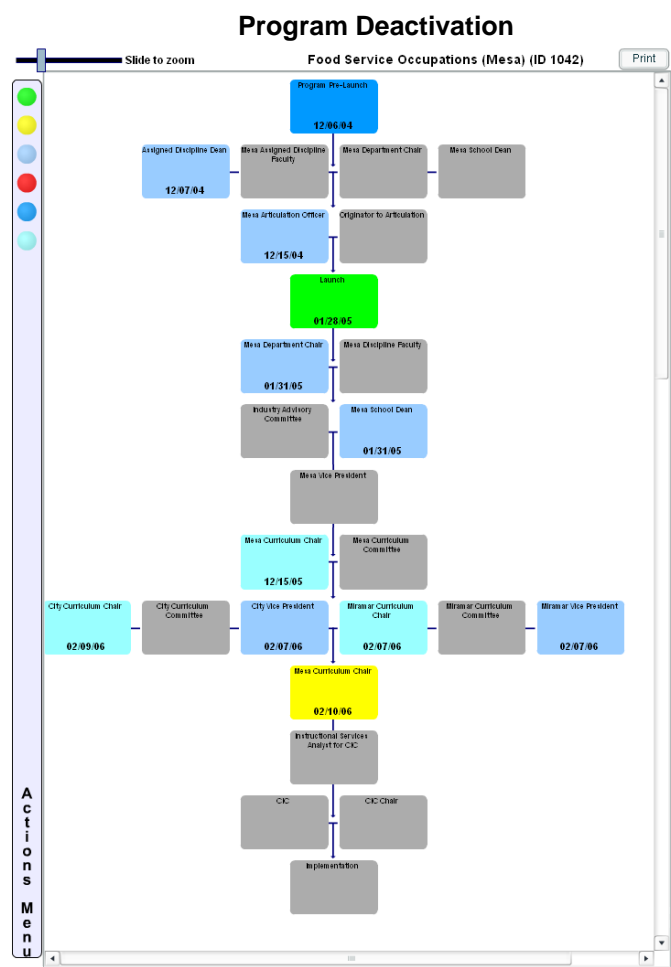 Program Deactivation
Slide to zoom
Food Service Occupations (Mesa) (ID 1042)
Print
Program Pre-Launch
12/06/04
Assigned Discipline Dean
12/07/04
Mesa Assigned Discipline
Faculty
Mesa Department Chair
Mesa School Dean
Mesa Articulation Officer
12/15/04
Originator to Articulation
Launch
01/28/05
Mesa Department Chair
01/31/05
Mesa Discipline Faculty
Industry Advisory
Committee
Mesa School Dean
01/31/05
Mesa Vice President
Mesa Curriculum Chair
12/15/05
Mesa Curriculum
Committee
City Curriculum Chair
02/09/06
City Curriculum
Committee
City Vice President
02/07/06
Miramar Curriculum
Chair
02/07/06
Miramar Curriculum
Committee
Miramar Vice President
02/07/06
Mesa Curriculum Chair
02/10/06
Instructional Services
Analyst for CIC
CIC
CIC Chair
Implementation
Actions Menu